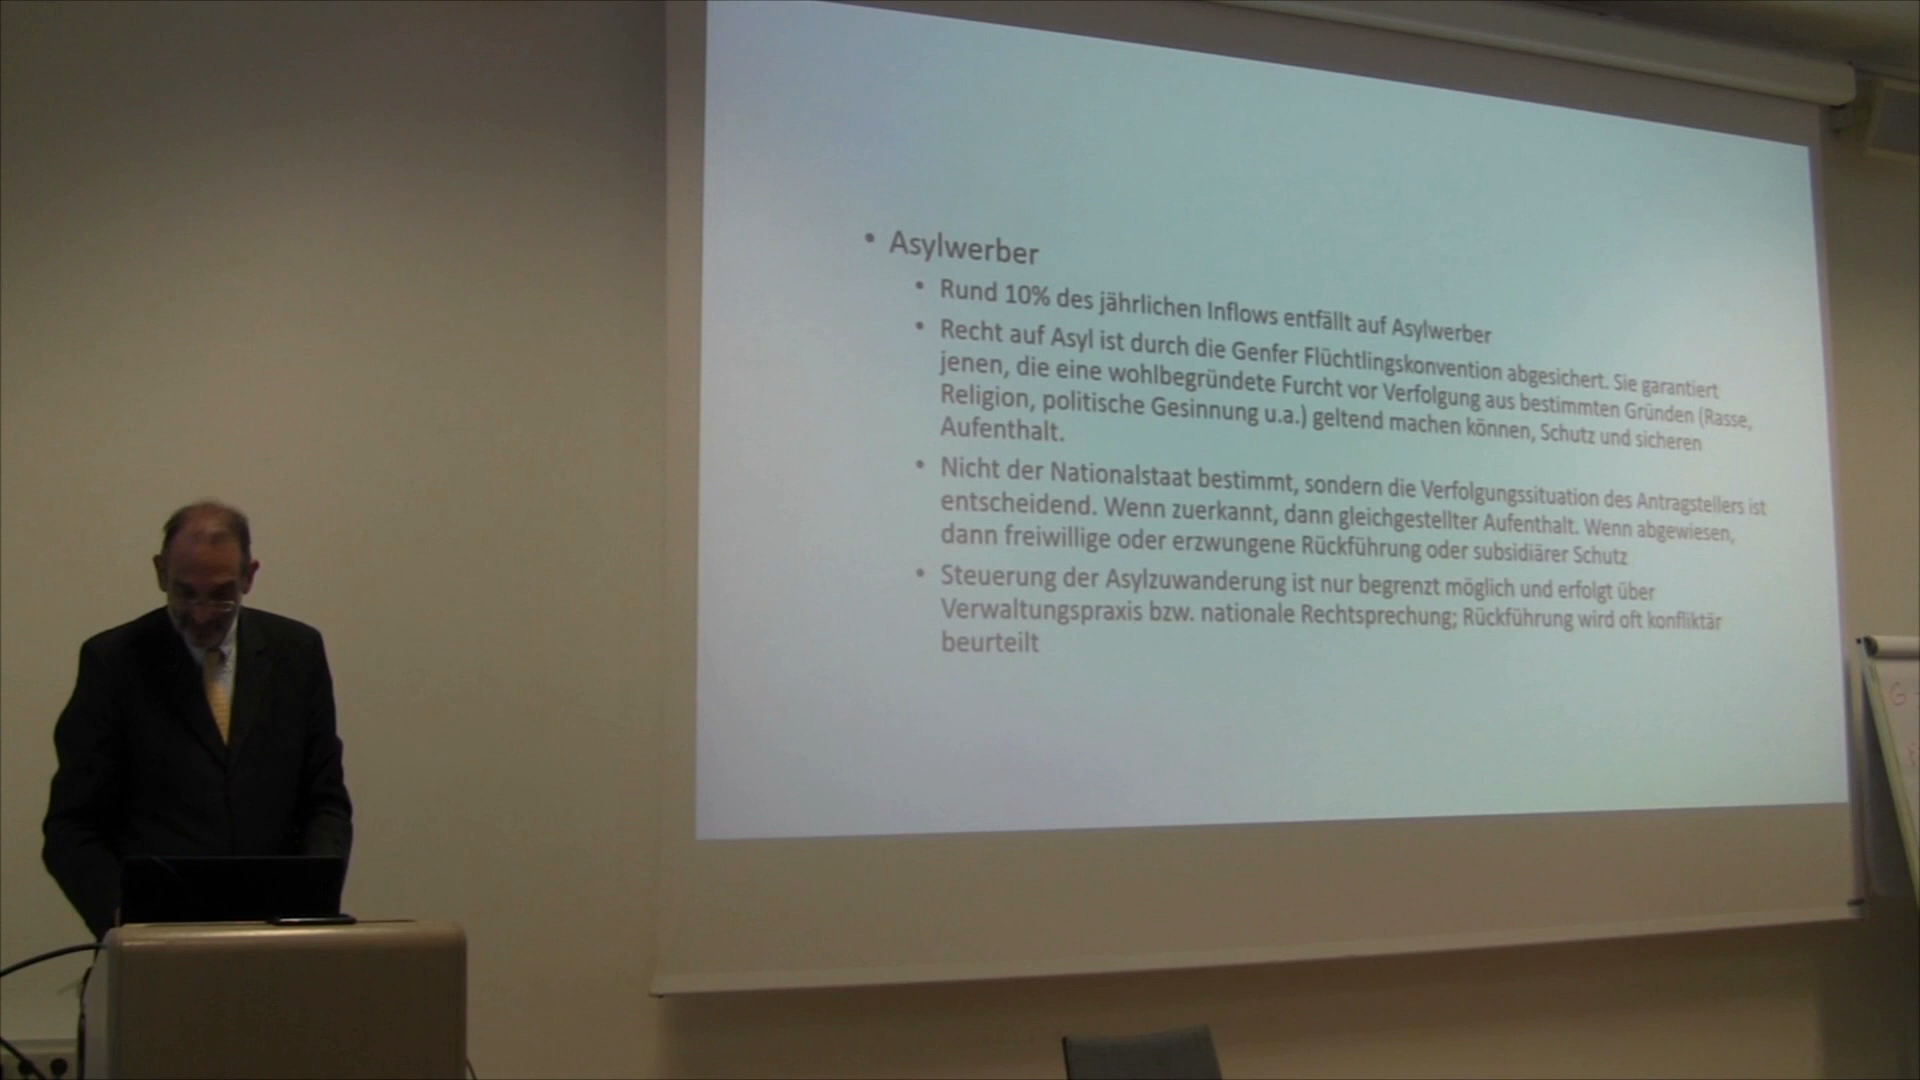 • Asylwerber
• Rund 10% des jährlichen Inflows entfällt auf Asylwerber
• Recht auf Asyl ist durch die Genfer Flüchtlingskonvention abgesichert. Sie garantiert
jenen, die eine wohlbegründete Furcht vor Verfolgung aus bestimmten Gründen (Rasse,
Religion, politische Gesinnung u.a.) geltend machen können, Schutz und sicheren
Aufenthalt.
• Nicht der Nationalstaat bestimmt, sondern die Verfolgungssituation des Antragstellers ist
entscheidend. Wenn zuerkannt, dann gleichgestellter Aufenthalt. Wenn abgewiesen,
dann freiwillige oder erzwungene Rückführung oder subsidiärer Schutz
• Steuerung der Asylzuwanderung ist nur begrenzt möglich und erfolgt über
Verwaltungspraxis bzw. nationale Rechtsprechung; Rückführung wird oft konfliktär
beurteilt